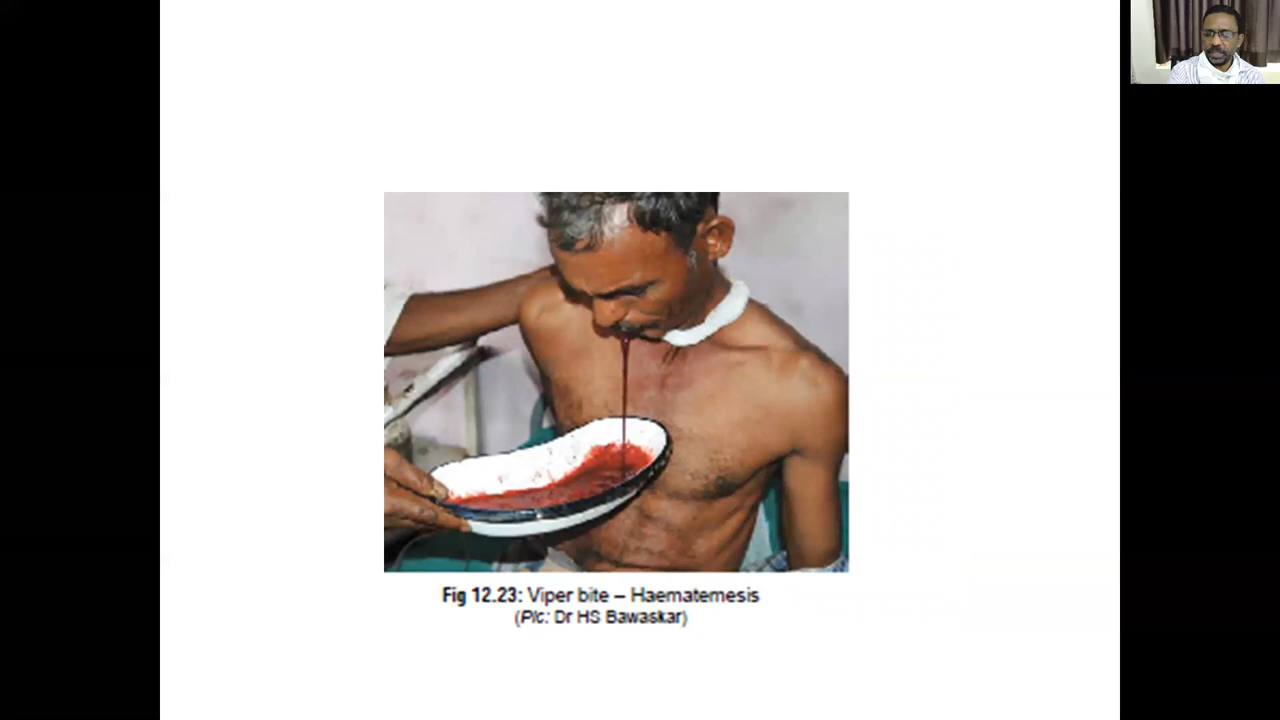 Fig 12.23: Viper bite – Haematemesis
(Pic: Dr HS Bawaskar)